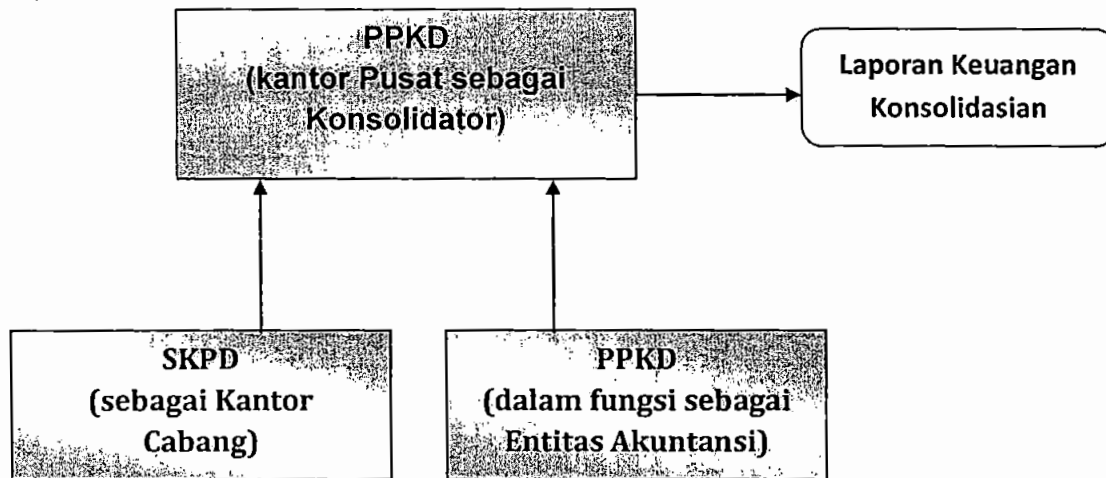 PPKD
(kantor Pusat sebagai
Konsolidator)
Laporan Keuangan
Konsolidasian
SKPD
(sebagai Kantor
Cabang)
PPKD
(dalam fungsi sebagai
Entitas Akuntansi)